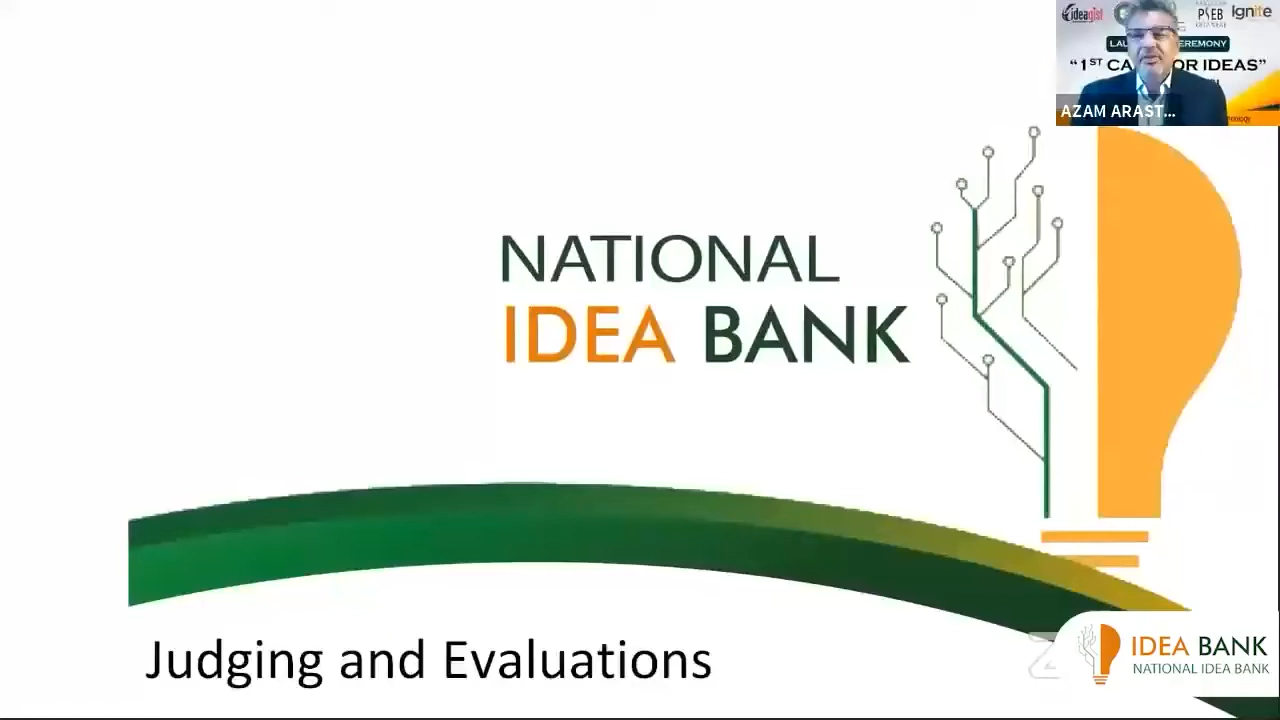 ideagist
PSEB
Ignite
“1ST CA OR IDEAS”
AZAM ARAST...
NATIONAL
IDEA BANK
Judging and Evaluations
IDEA BANK
NATIONAL IDEA BANK